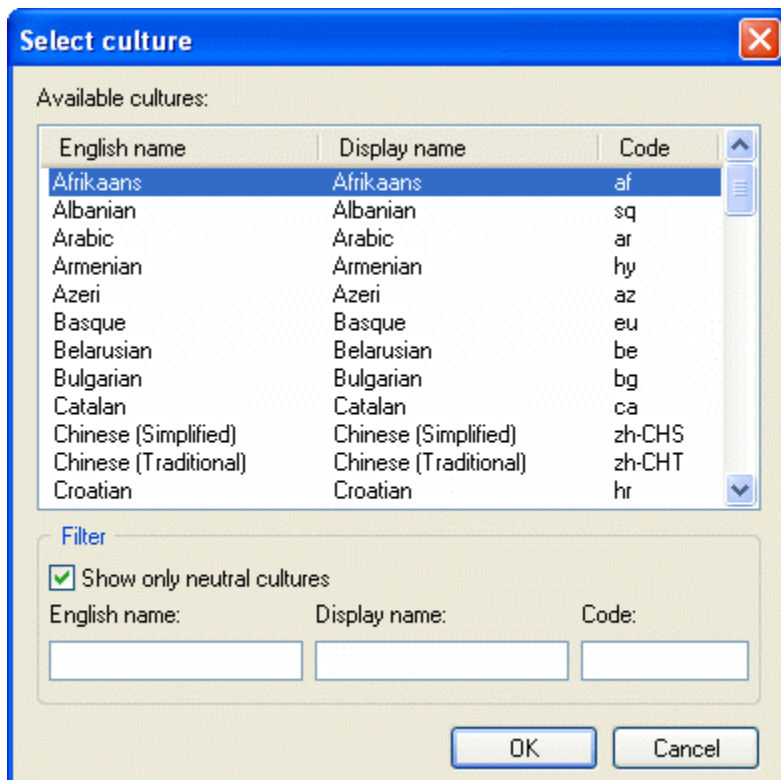 Select culture
Available cultures:
English name Display name Code
Afrikaans Afrikaans af
Albanian Albanian sq
Arabic Arabic ar
Armenian Armenian hy
Azeri Azeri az
Basque Basque eu
Belarusian Belarusian be
Bulgarian Bulgarian bg
Catalan Catalan ca
Chinese (Simplified) Chinese (Simplified) zh-CHS
Chinese (Traditional) Chinese (Traditional) zh-CHT
Croatian Croatian hr
Filter
Show only neutral cultures
English name: Display name: Code:
OK Cancel